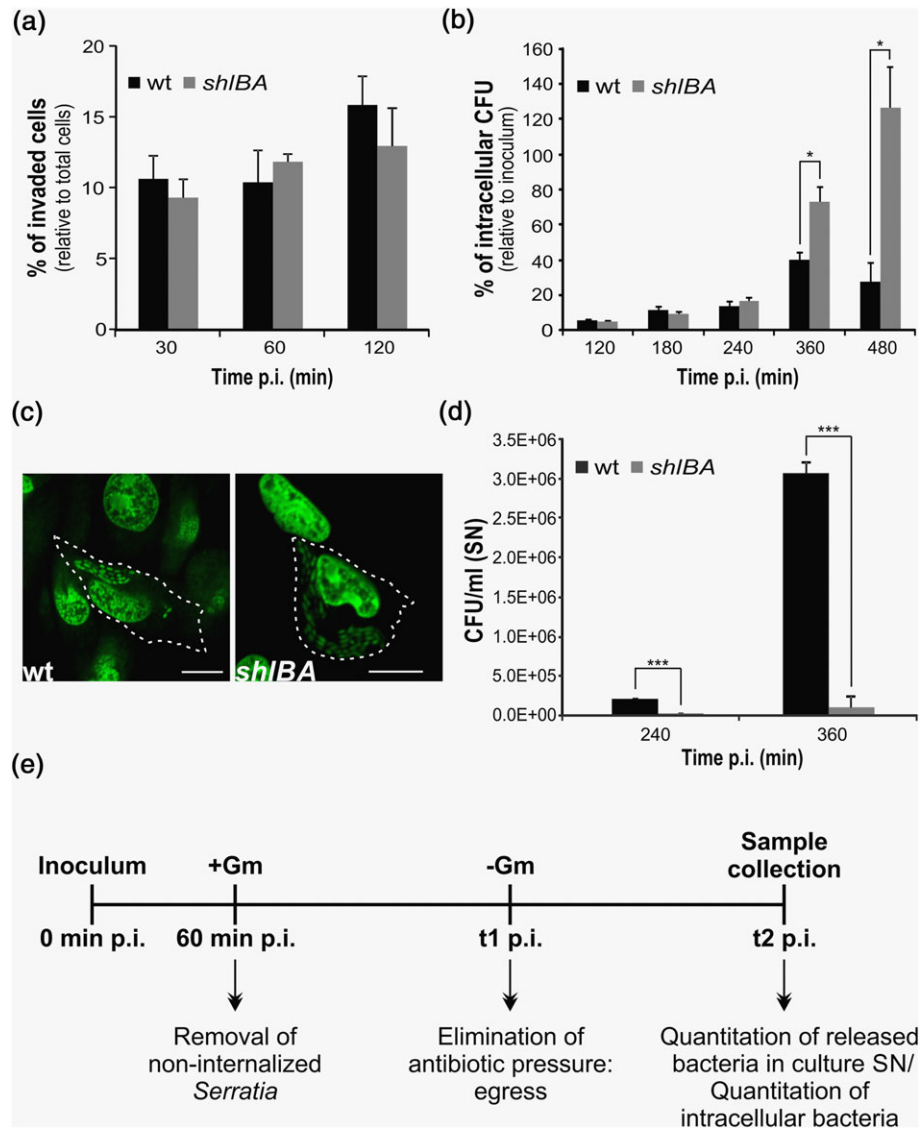 (a)
20
15
10
5
0
wt shlBA
% of invaded cells
(relative to total cells)
30 60 120
Time p.i. (min)
(b)
160
140
120
100
80
60
40
20
0
wt shlBA
* *
% of intracellular CFU
(relative to inoculum)
120 180 240 360 480
Time p.i. (min)
(c)
wt shlBA
(d)
3.5E+06
3.0E+06
2.5E+06
2.0E+06
1.5E+06
1.0E+06
5.0E+05
0.0E+00
wt shlBA
*** ***
CFU/ml (SN)
240 360
Time p.i. (min)
(e)
Inoculum +Gm -Gm Sample
collection
0 min p.i. 60 min p.i. t1 p.i. t2 p.i.
Removal of
non-internalized
Serratia
Elimination of
antibiotic pressure:
egress
Quantitation of released
bacteria in culture SN/
Quantitation of
intracellular bacteria